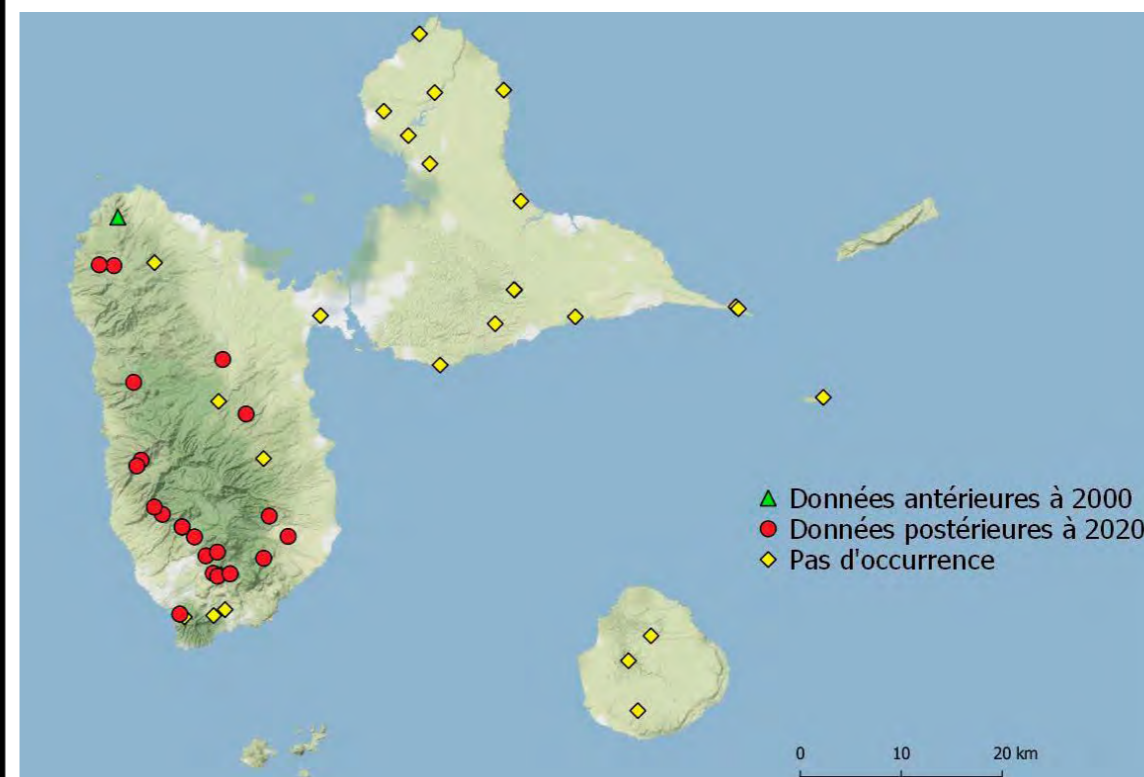 Données antérieures à 2000
Données postérieures à 2020
Pas d'occurrence
0 10 20 km